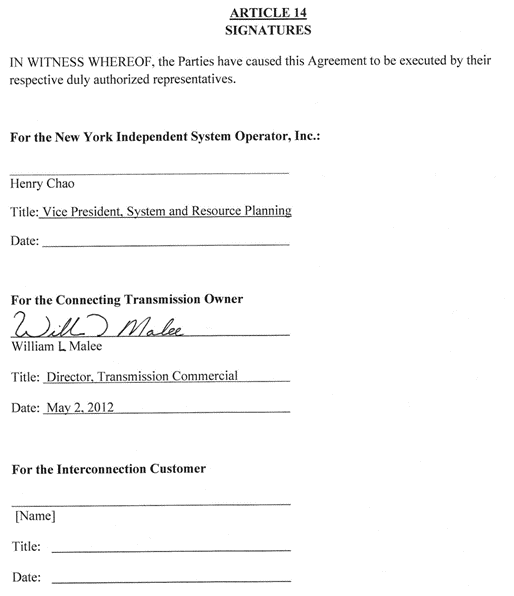 ARTICLE 14
SIGNATURES
IN WITNESS WHEREOF, the Parties have caused this Agreement to be executed by their
respective duly authorized representatives.
For the New York Independent System Operator, Inc.:
Henry Chao
Title: Vice President, System and Resource Planning
Date:
For the Connecting Transmission Owner
Will Malee
William L Malee
Title: Director, Transmission Commercial
Date: May 2, 2012
For the Interconnection Customer
[Name]
Title:
Date: